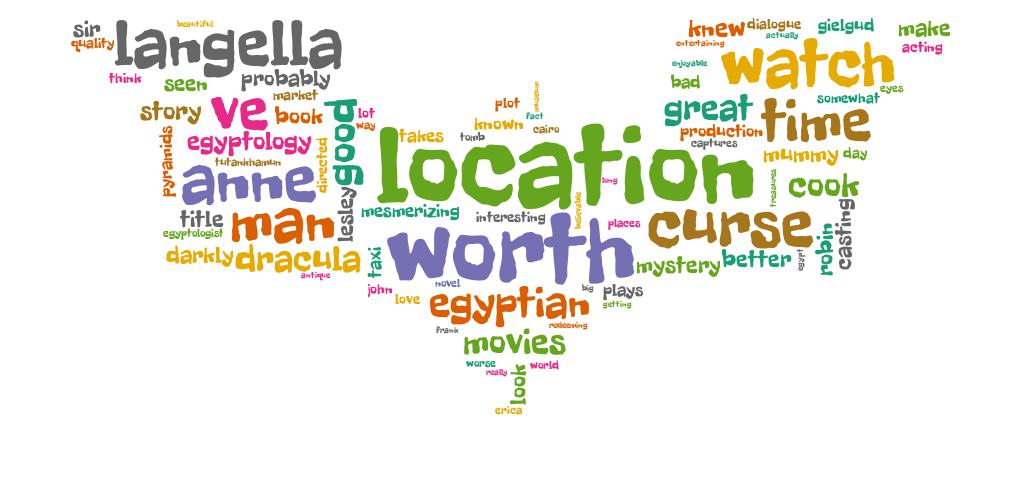 beautiful
sir
quality
langella
think
seen
probably
market
story
ve
book
good
lot
way
pyramids
egyptology
directed
tutankhamun
anne
title
man
lesley
egyptologist
darkly
dracula
antique
taxi
takes
tomb
known
plot
fact
cairo
location
long
mesmerizing
interesting
believable
places
worth
john
love
novel
egyptian
big
plays
getting
redeeming
frank
movies
worse
really
world
look
erica
knew
dialogue
actually
gielgud
make
entertaining
acting
enjoyable
watch
bad
eyes
great
somewhat
time
production
captures
mummy
day
treasures
cook
curse
casting
mystery
better
egypt
robin